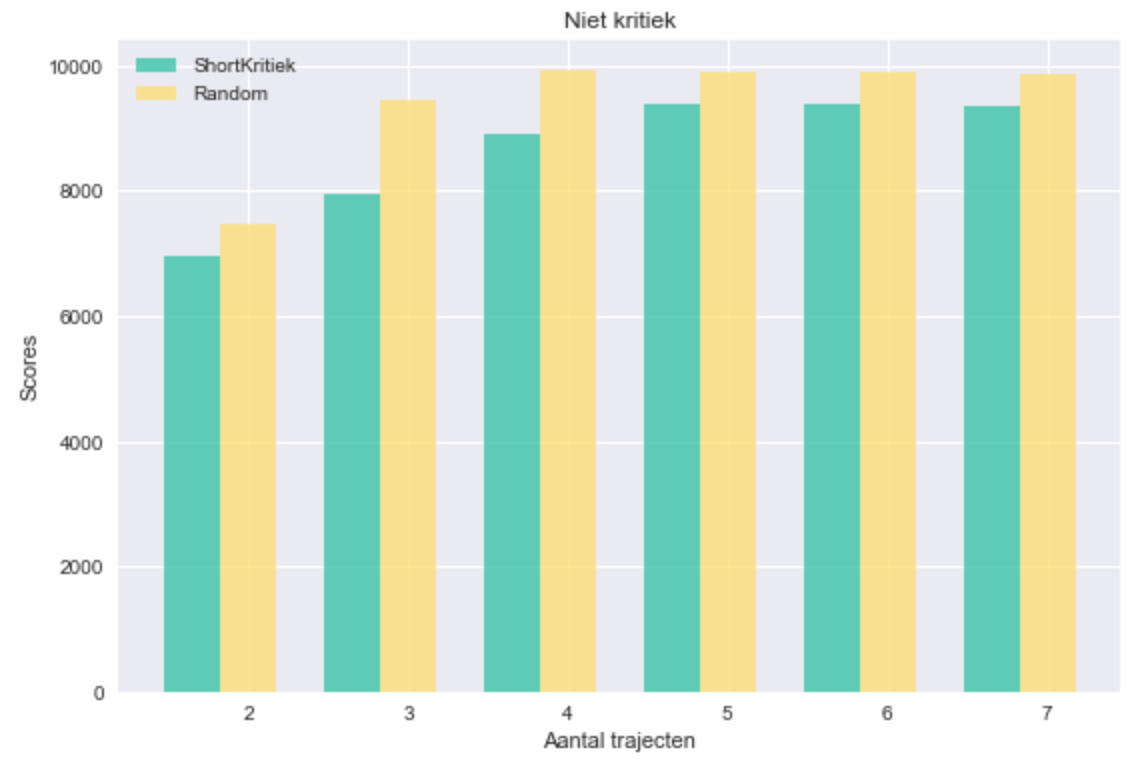 Niet kritiek
ShortKritiek
Random
10000
8000
6000
4000
2000
0
Scores
2 3 4 5 6 7
Aantal trajecten